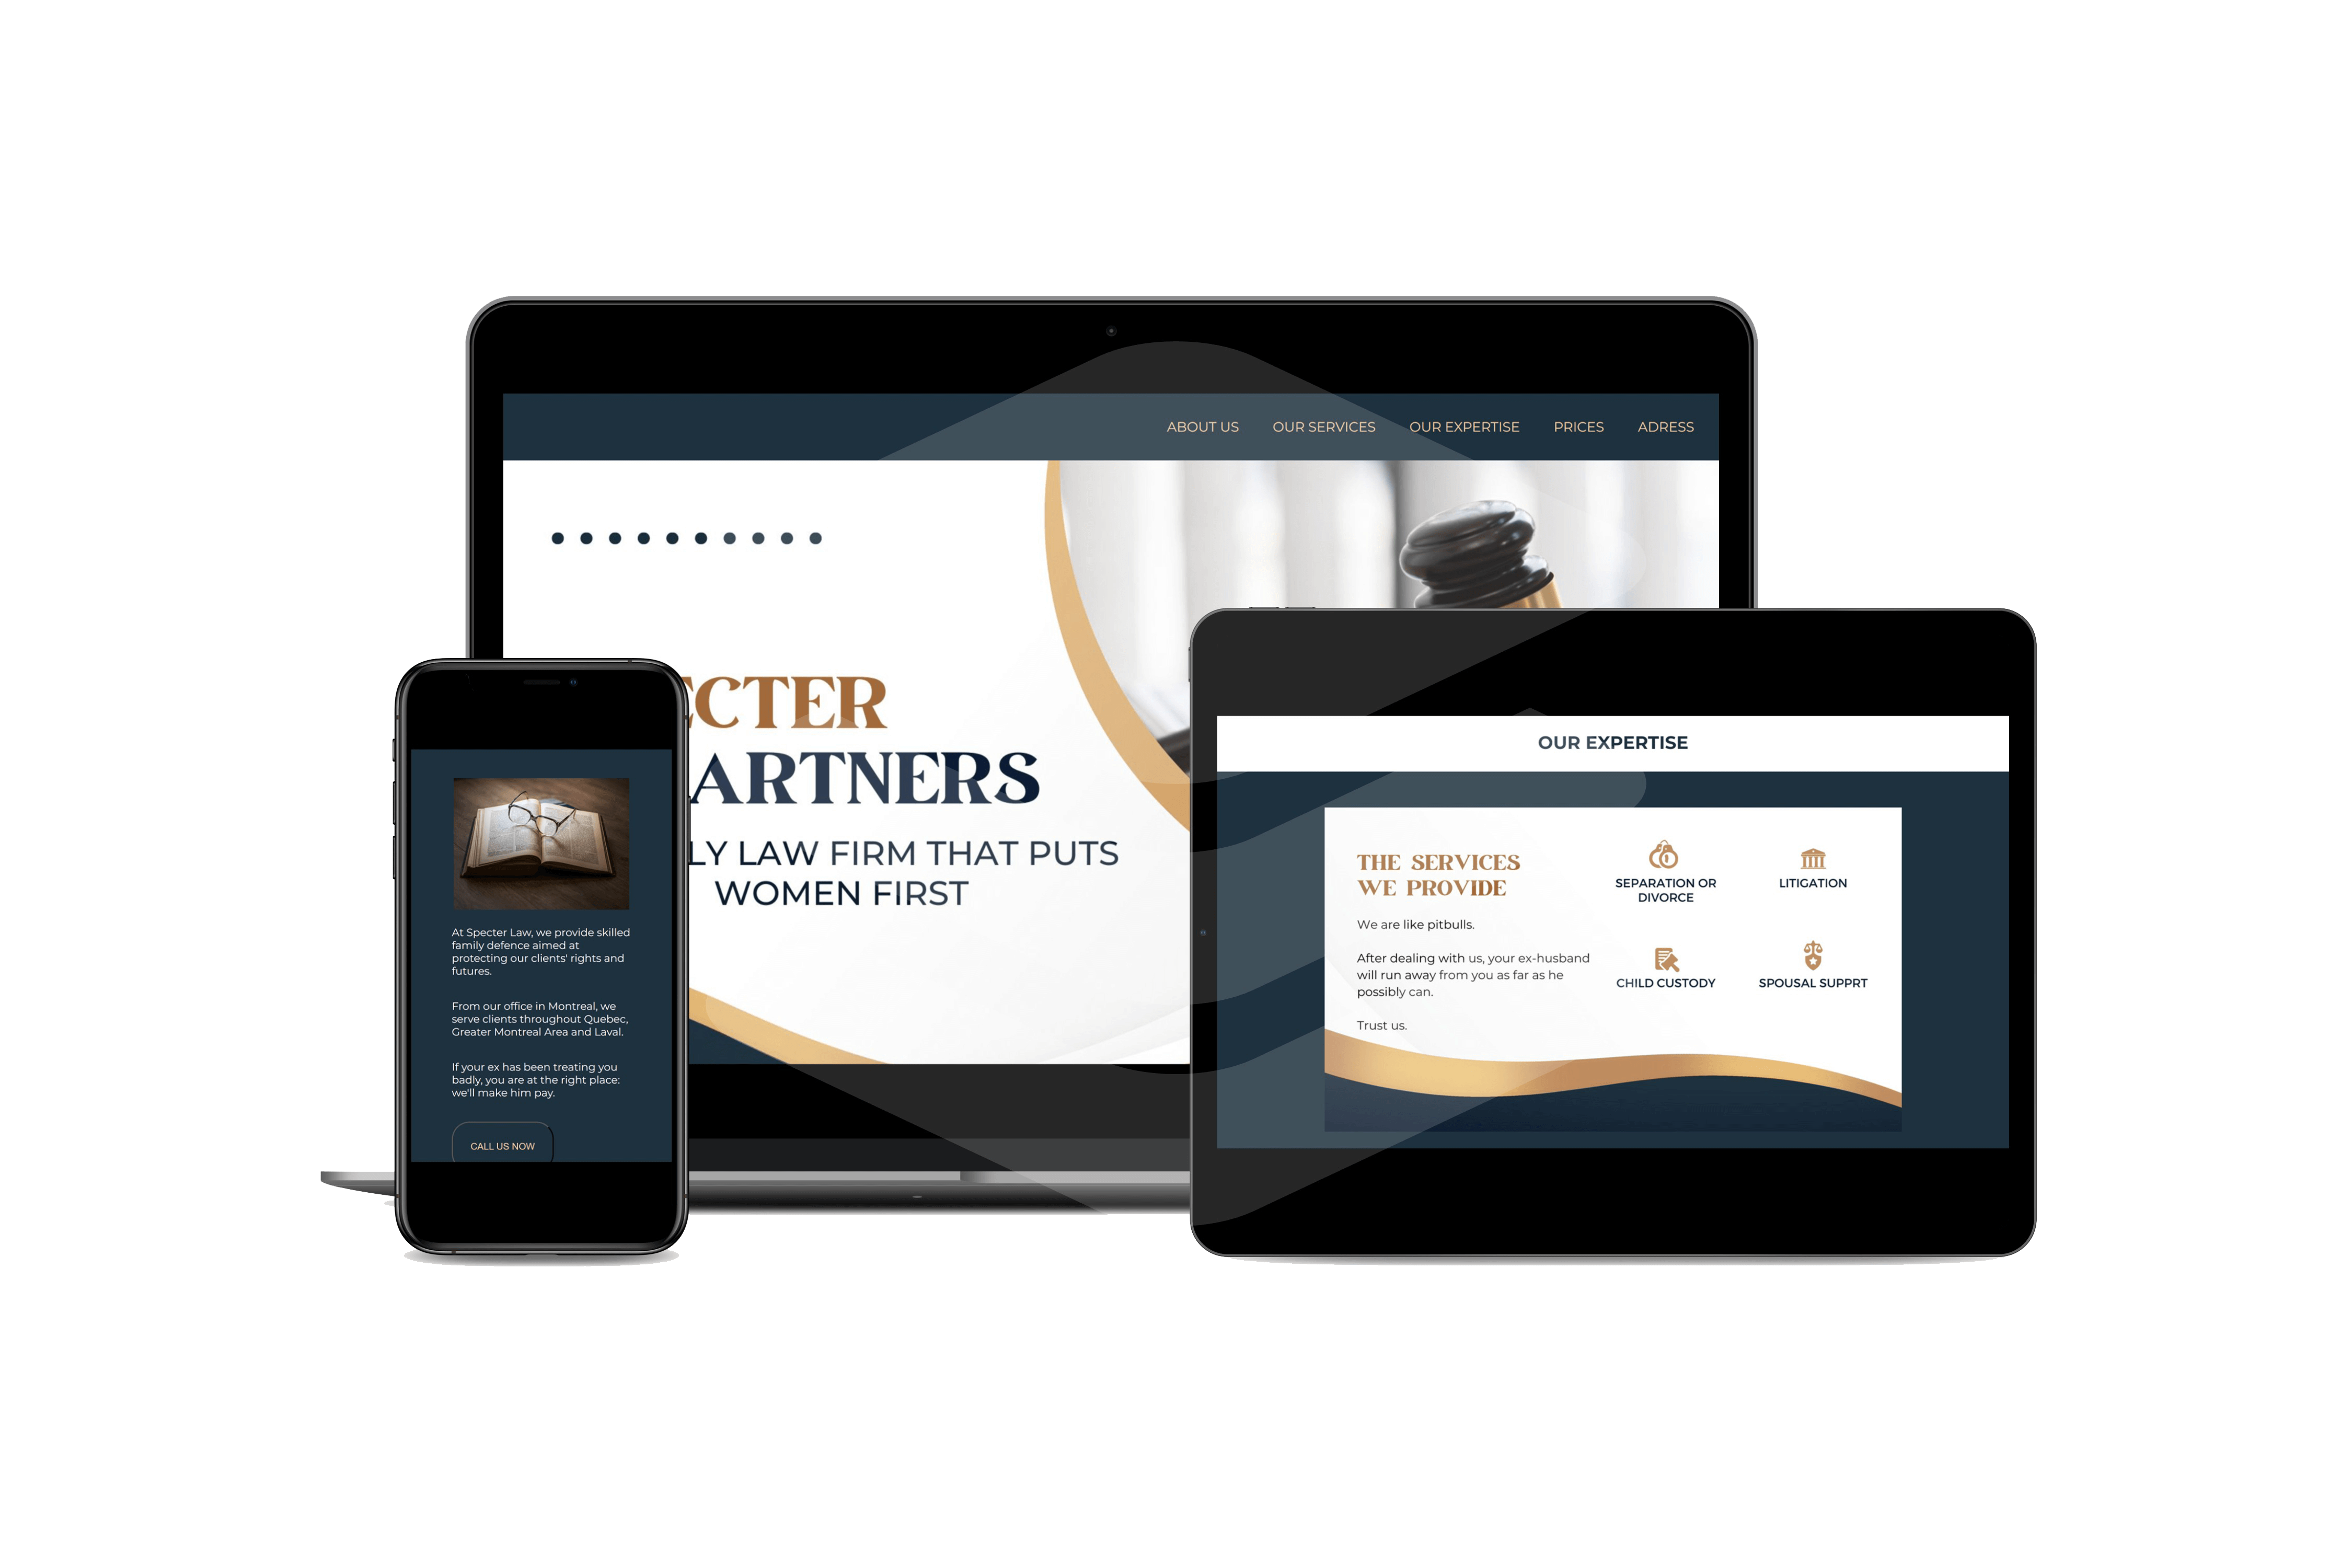 ABOUT US OUR SERVICES OUR EXPERTISE PRICES ADRESS
ECTER
ARTNERS
LY LAW FIRM THAT PUTS
WOMEN FIRST
At Specter Law, we provide skilled
family defence aimed at
protecting our clients' rights and
futures.
From our office in Montreal, we
serve clients throughout Quebec,
Greater Montreal Area and Laval.
If your ex has been treating you
badly, you are at the right place:
we'll make him pay.
CALL US NOW
OUR EXPERTISE
THE SERVICES
WE PROVIDE
We are like pitbulls.
After dealing with us, your ex-husband
will run away from you as far as he
possibly can.
Trust us.
SEPARATION OR
DIVORCE
LITIGATION
CHILD CUSTODY
SPOUSAL SUPPRT